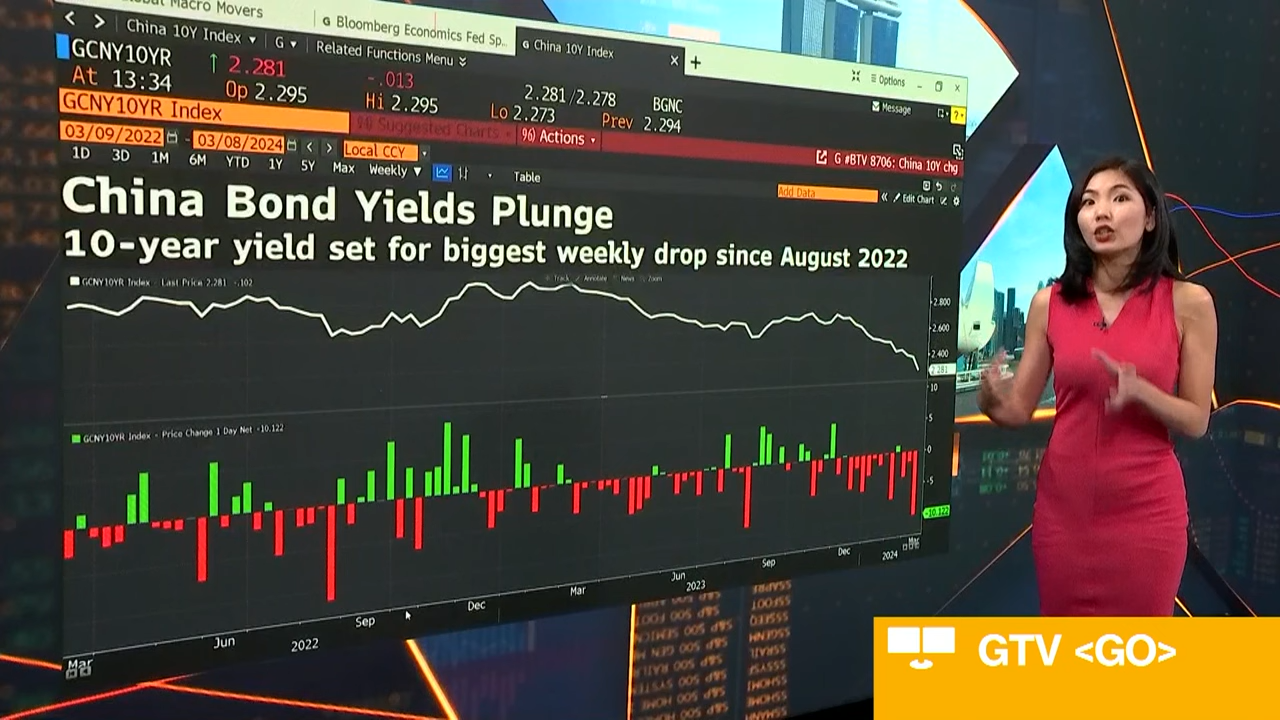 Macro Movers
G Bloomberg Economics Fed Sp..
G China 10Y Index
China 10Y Index
G
Related Functions Menu
Options
GCNY10YR
2.281
-.013
2.281/2.278
BGNC
Message
At 13:34
Op 2.295
Hi 2.295
Lo 2.273
Prev 2.294
GCNY10YR Index
Suggested Charts
96) Actions
G #BTV 8706: China 10Y chg
03/09/2022 - 03/08/2024
Local CCY
1D 3D 1M 6M YTD 1Y 5Y Max Weekly
Table
Add Data
Edit Chart
China Bond Yields Plunge
10-year yield set for biggest weekly drop since August 2022
GCNY10YR Index - Last Price 2.281 -.102
Track Annotate News Zoom
2.800
2.600
2.400
2.281
10
GCNY10YR Index - Price Change 1 Day Net -10.122
5
0
-5
-10.122
Mar Jun Sep Dec Mar Jun Sep Dec Mar
2022 2023 2024
GTV <GO>